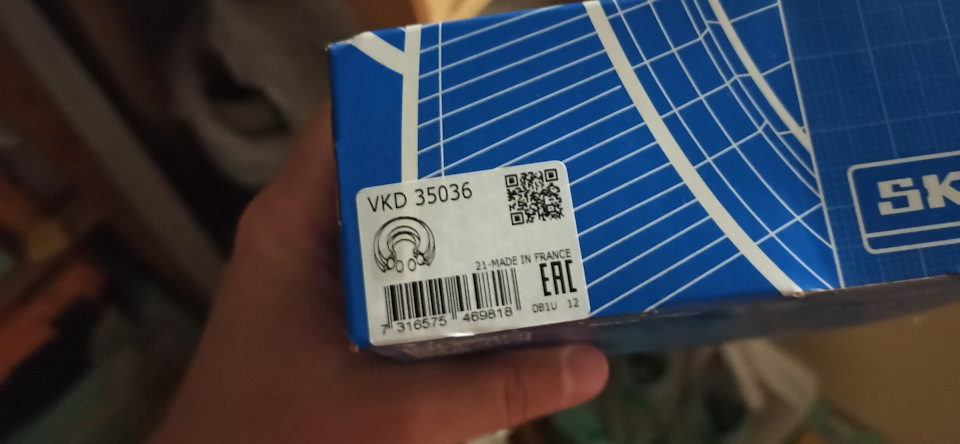 VKD 35036
21-MADE IN FRANCE
EAC
7 316575 469818
DB1U 12
SK